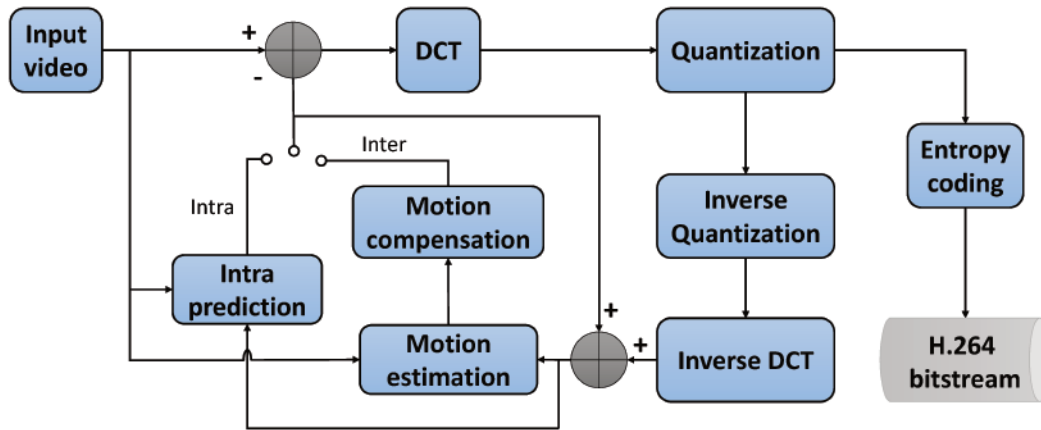 Input
video
+
-
DCT
Quantization
Entropy
coding
Inter
Intra
Motion
compensation
Inverse
Quantization
Intra
prediction
+
+
Motion
estimation
Inverse DCT
H.264
bitstream